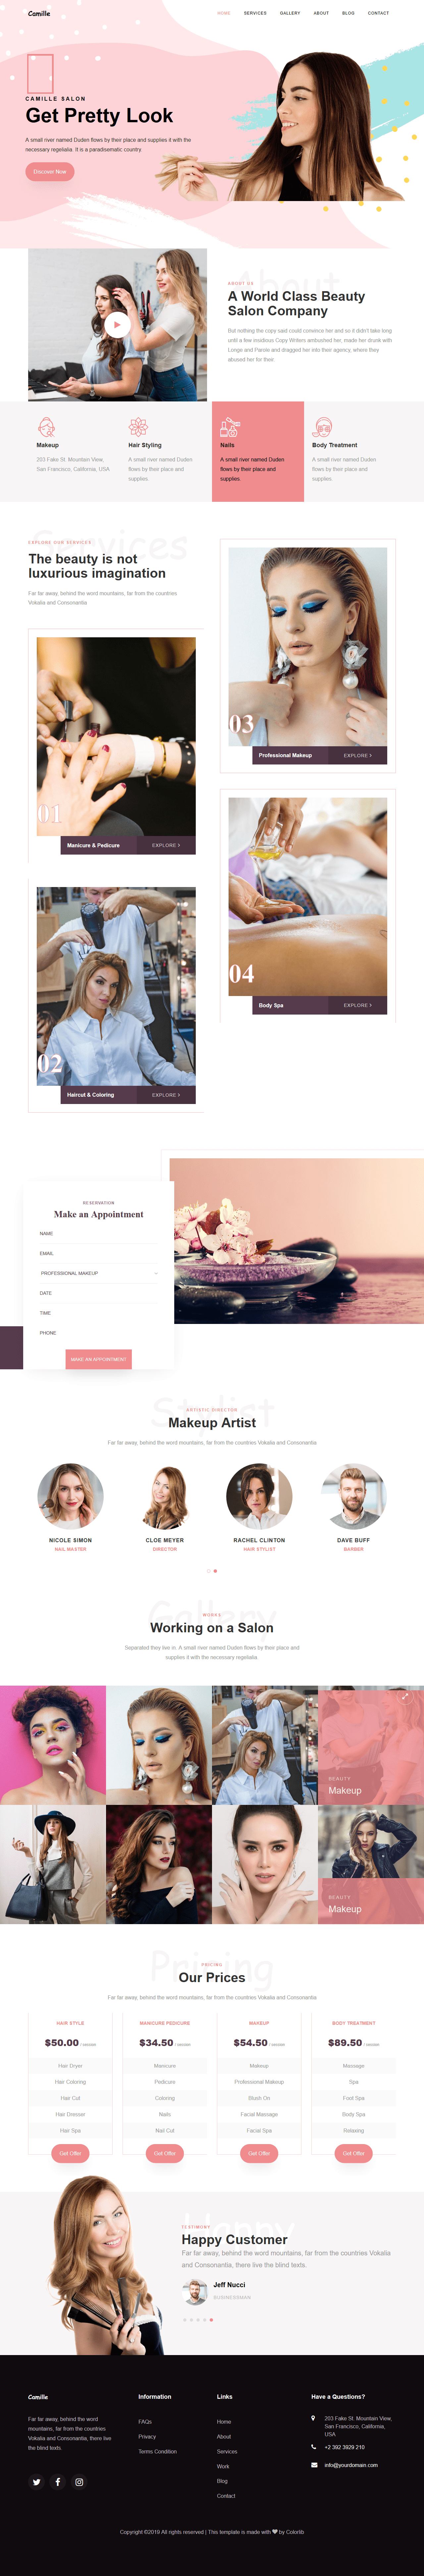 Camille
HOME SERVICES GALLERY ABOUT BLOG CONTACT
CAMILLE SALON
Get Pretty Look
A small river named Duden flows by their place and supplies it with the
necessary regelialia. It is a paradisematic country.
Discover Now
About
ABOUT US
A World Class Beauty
Salon Company
But nothing the copy said could convince her and so it didn't take long
until a few insidious Copy Writers ambushed her, made her drunk with
Longe and Parole and dragged her into their agency, where they
abused her for their.
Makeup
203 Fake St. Mountain View,
San Francisco, California, USA
Hair Styling
A small river named Duden
flows by their place and
supplies.
Nails
A small river named Duden
flows by their place and
supplies.
Body Treatment
A small river named Duden
flows by their place and
supplies.
Services
EXPLORE OUR SERVICES
The beauty is not
luxurious imagination
Far far away, behind the word mountains, far from the countries
Vokalia and Consonantia
01
Manicure & Pedicure EXPLORE
02
Haircut & Coloring EXPLORE
03
Professional Makeup EXPLORE
04
Body Spa EXPLORE
RESERVATION
Make an Appointment
NAME
EMAIL
PROFESSIONAL MAKEUP
DATE
TIME
PHONE
MAKE AN APPOINTMENT
Stylist
ARTISTIC DIRECTOR
Makeup Artist
Far far away, behind the word mountains, far from the countries Vokalia and Consonantia
NICOLE SIMON
NAIL MASTER
CLOE MEYER
DIRECTOR
RACHEL CLINTON
HAIR STYLIST
DAVE BUFF
BARBER
Gallery
WORKS
Working on a Salon
Separated they live in. A small river named Duden flows by their place and
supplies it with the necessary regelialia.
BEAUTY
Makeup
BEAUTY
Makeup
Pricing
PRICING
Our Prices
Far far away, behind the word mountains, far from the countries Vokalia and Consonantia
HAIR STYLE
$50.00 / session
Hair Dryer
Hair Coloring
Hair Cut
Hair Dresser
Hair Spa
Get Offer
MANICURE PEDICURE
$34.50 / session
Manicure
Pedicure
Coloring
Nails
Nail Cut
Get Offer
MAKEUP
$54.50 / session
Makeup
Professional Makeup
Blush On
Facial Massage
Facial Spa
Get Offer
BODY TREATMENT
$89.50 / session
Massage
Spa
Foot Spa
Body Spa
Relaxing
Get Offer
Happy
TESTIMONY
Happy Customer
Far far away, behind the word mountains, far from the countries Vokalia
and Consonantia, there live the blind texts.
Jeff Nucci
BUSINESSMAN
Camille
Far far away, behind the word
mountains, far from the countries
Vokalia and Consonantia, there live
the blind texts.
Information
FAQs
Privacy
Terms Condition
Links
Home
About
Services
Work
Blog
Contact
Have a Questions?
203 Fake St. Mountain View,
San Francisco, California,
USA
+2 392 3929 210
info@yourdomain.com
Copyright ©2019 All rights reserved | This template is made with by Colorlib